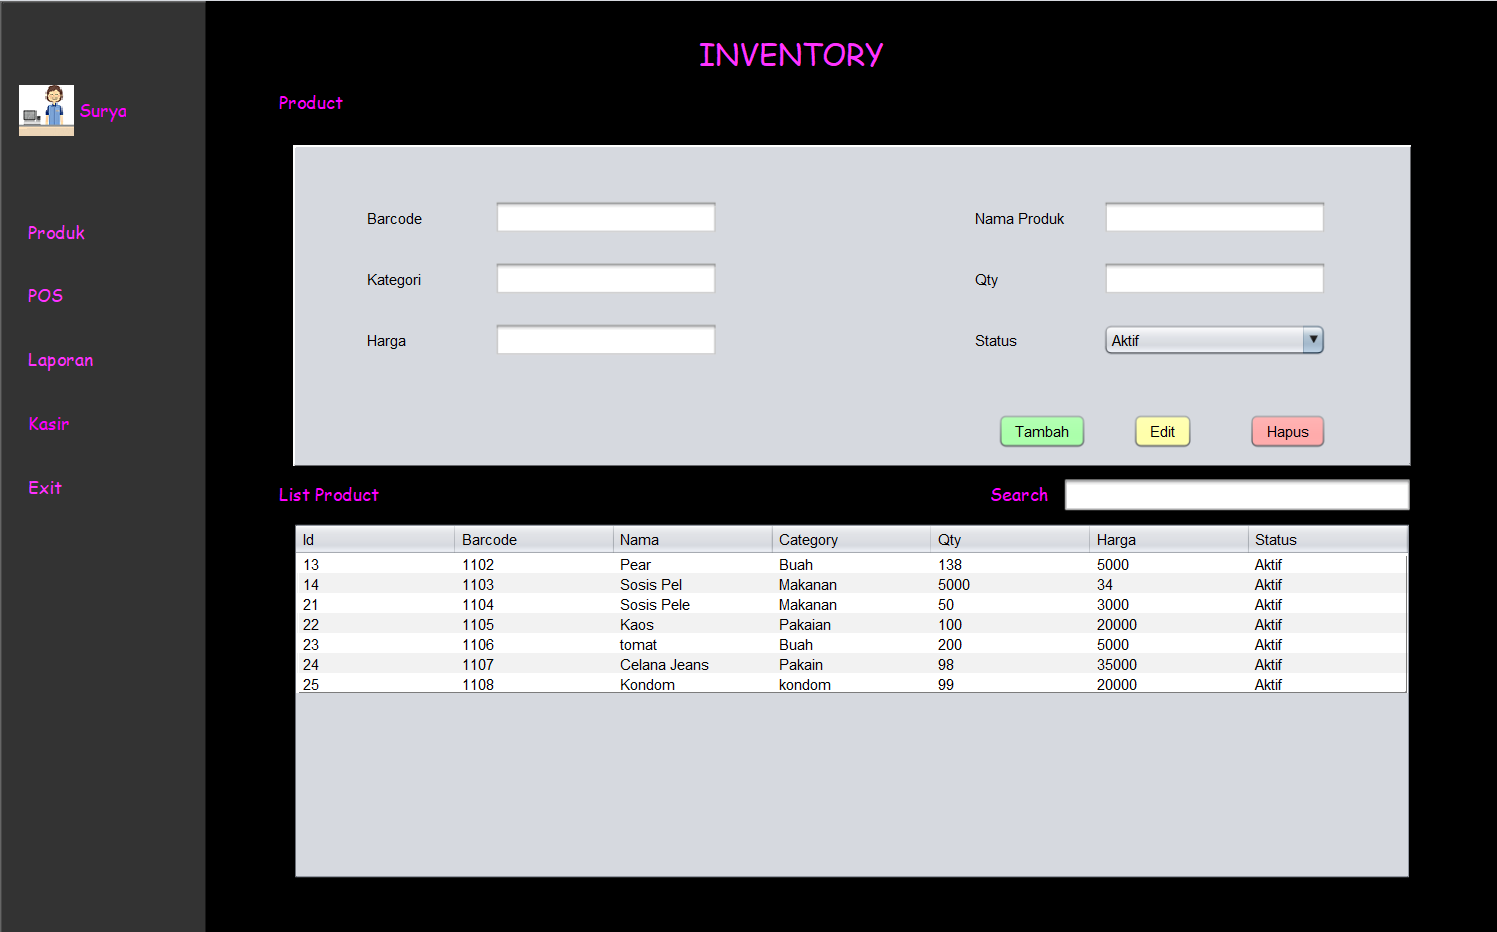 INVENTORY
Surya
Product
Produk
POS
Laporan
Kasir
Exit
Barcode Nama Produk
Kategori Qty
Harga Status Aktif
Tambah Edit Hapus
List Product Search
Id Barcode Nama Category Qty Harga Status
13 1102 Pear Buah 138 5000 Aktif
14 1103 Sosis Pel Makanan 5000 34 Aktif
21 1104 Sosis Pele Makanan 50 3000 Aktif
22 1105 Kaos Pakaian 100 20000 Aktif
23 1106 tomat Buah 200 5000 Aktif
24 1107 Celana Jeans Pakain 98 35000 Aktif
25 1108 Kondom kondom 99 20000 Aktif